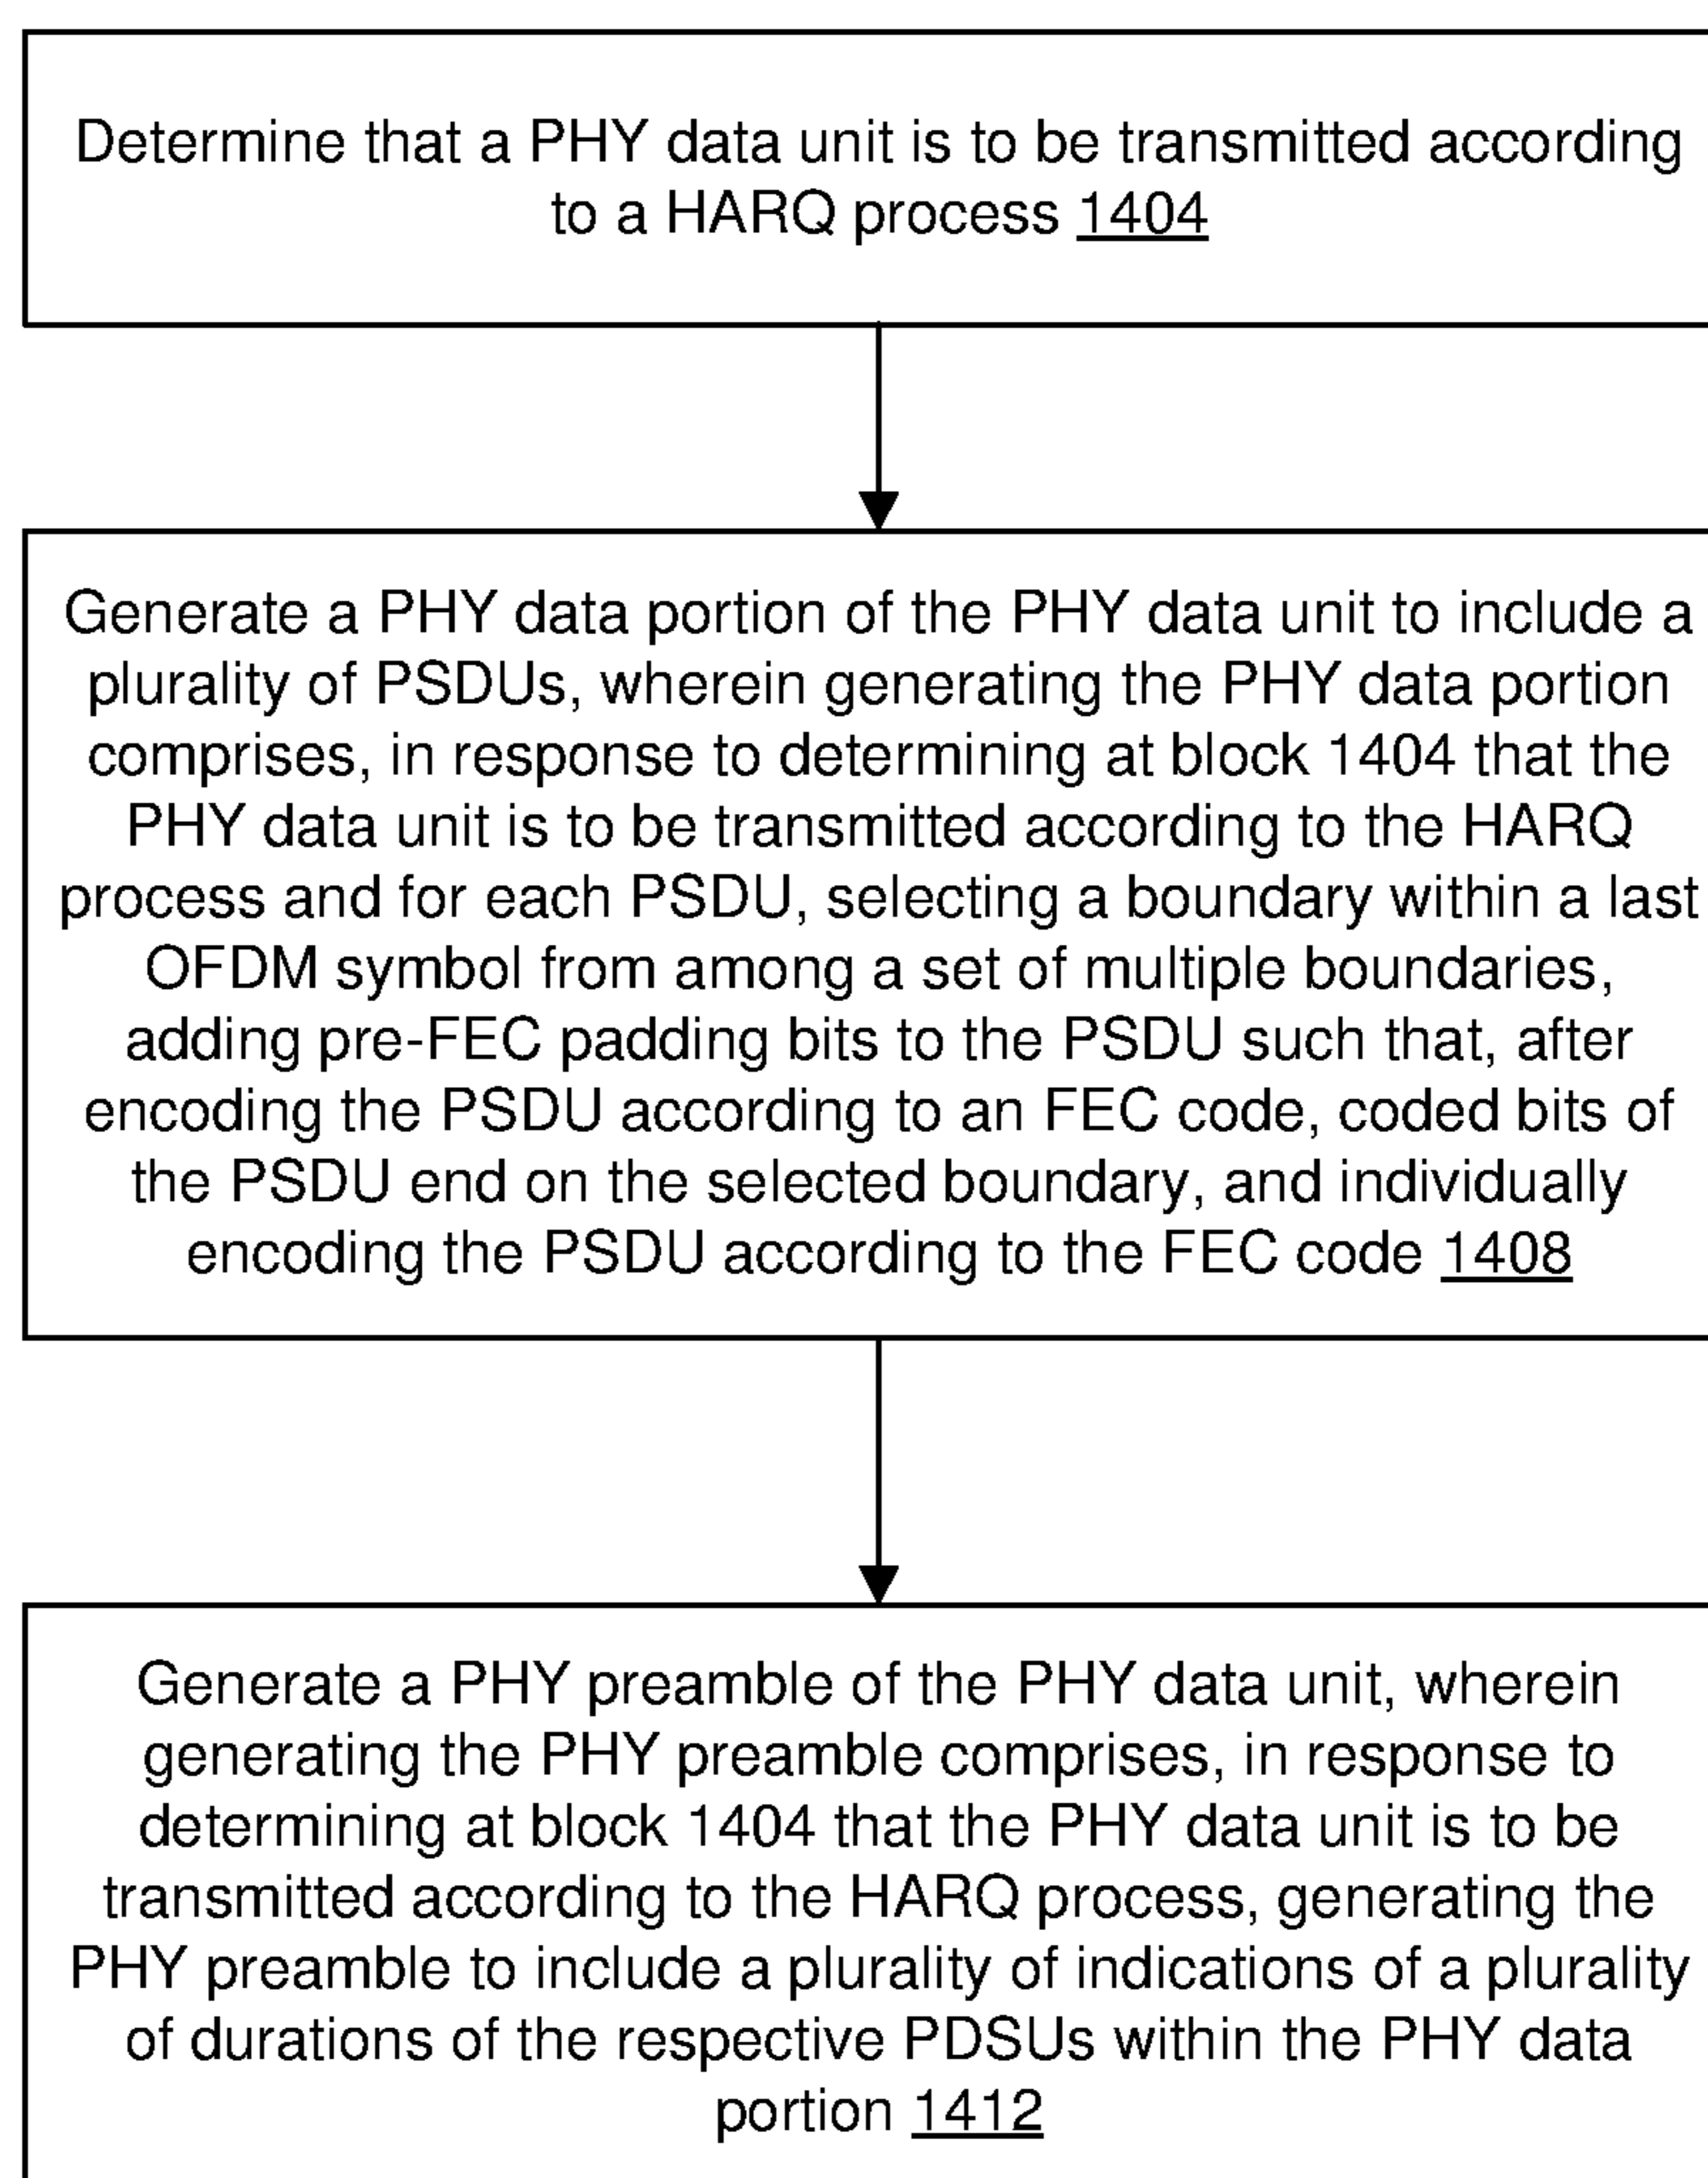 Determine that a PHY data unit is to be transmitted according
to a HARQ process 1404
Generate a PHY data portion of the PHY data unit to include a
plurality of PSDUs, wherein generating the PHY data portion
comprises, in response to determining at block 1404 that the
PHY data unit is to be transmitted according to the HARQ
process and for each PSDU, selecting a boundary within a last
OFDM symbol from among a set of multiple boundaries,
adding pre-FEC padding bits to the PSDU such that, after
encoding the PSDU according to an FEC code, coded bits of
the PSDU end on the selected boundary, and individually
encoding the PSDU according to the FEC code 1408
Generate a PHY preamble of the PHY data unit, wherein
generating the PHY preamble comprises, in response to
determining at block 1404 that the PHY data unit is to be
transmitted according to the HARQ process, generating the
PHY preamble to include a plurality of indications of a plurality
of durations of the respective PDSUs within the PHY data
portion 1412